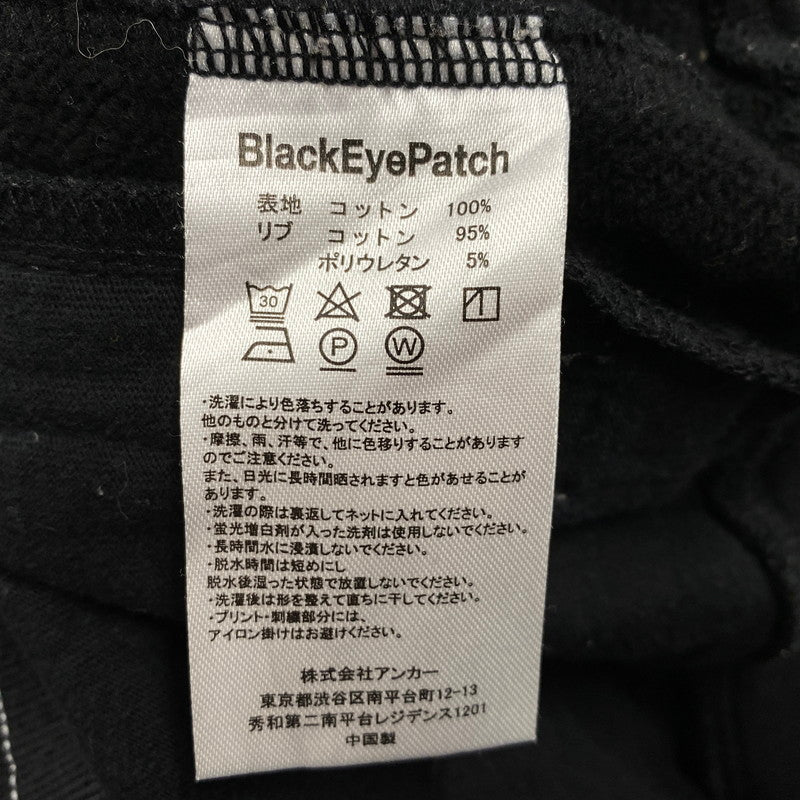 BlackEyePatch
表地 コットン 100%
リブ コットン 95%
ポリウレタン 5%
30
P W
・洗濯により色落ちすることがあります。
他のものと分けて洗ってください。
・摩擦、雨、汗等で、他に色移りすることがあります
のでご注意ください。
また、日光に長時間晒されますと色があせることが
あります。
・洗濯の際は裏返してネットに入れてください。
・蛍光増白剤が入った洗剤は使用しないでください。
・長時間水に浸漬しないでください。
・脱水時間は短めにし
脱水後湿った状態で放置しないでください。
・洗濯後は形を整えて直ちに干してください。
・プリント・刺繍部分には、
アイロン掛けはお避けください。
株式会社アンカー
東京都渋谷区南平台町12-13
秀和第二南平台レジデンス1201
中国製